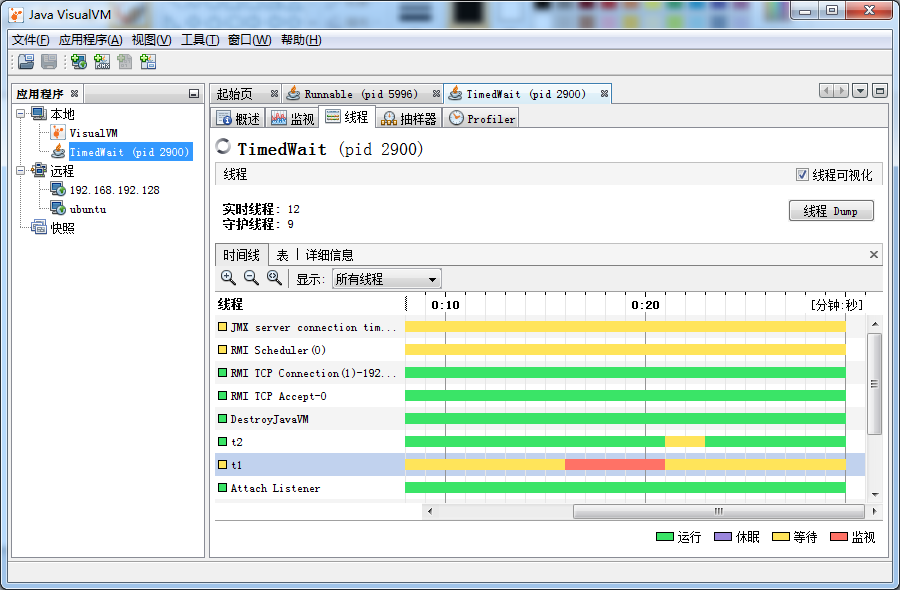 Java VisualVM
文件(F) 应用程序(A) 视图(V) 工具(T) 窗口(W) 帮助(H)
应用程序
本地
VisualVM
TimedWait (pid 2900)
远程
192.168.192.128
ubuntu
快照
起始页 Runnable (pid 5996) TimedWait (pid 2900)
概述 监视 线程 抽样器 Profiler
TimedWait (pid 2900)
线程 线程可视化
实时线程: 12
守护线程: 9
线程 Dump
时间线 表 详细信息
显示: 所有线程
线程 0:10 0:20 [分钟:秒]
JMX server connection tim...
RMI Scheduler(0)
RMI TCP Connection(1)-192...
RMI TCP Accept-0
DestroyJavaVM
t2
t1
Attach Listener
运行 休眠 等待 监视